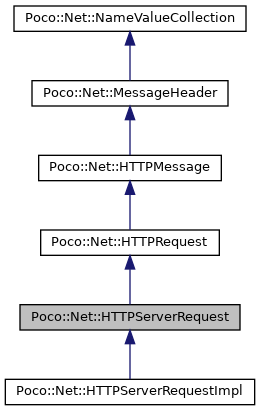 Poco::Net::NameValueCollection
Poco::Net::MessageHeader
Poco::Net::HTTPMessage
Poco::Net::HTTPRequest
Poco::Net::HTTPServerRequest
Poco::Net::HTTPServerRequestImpl